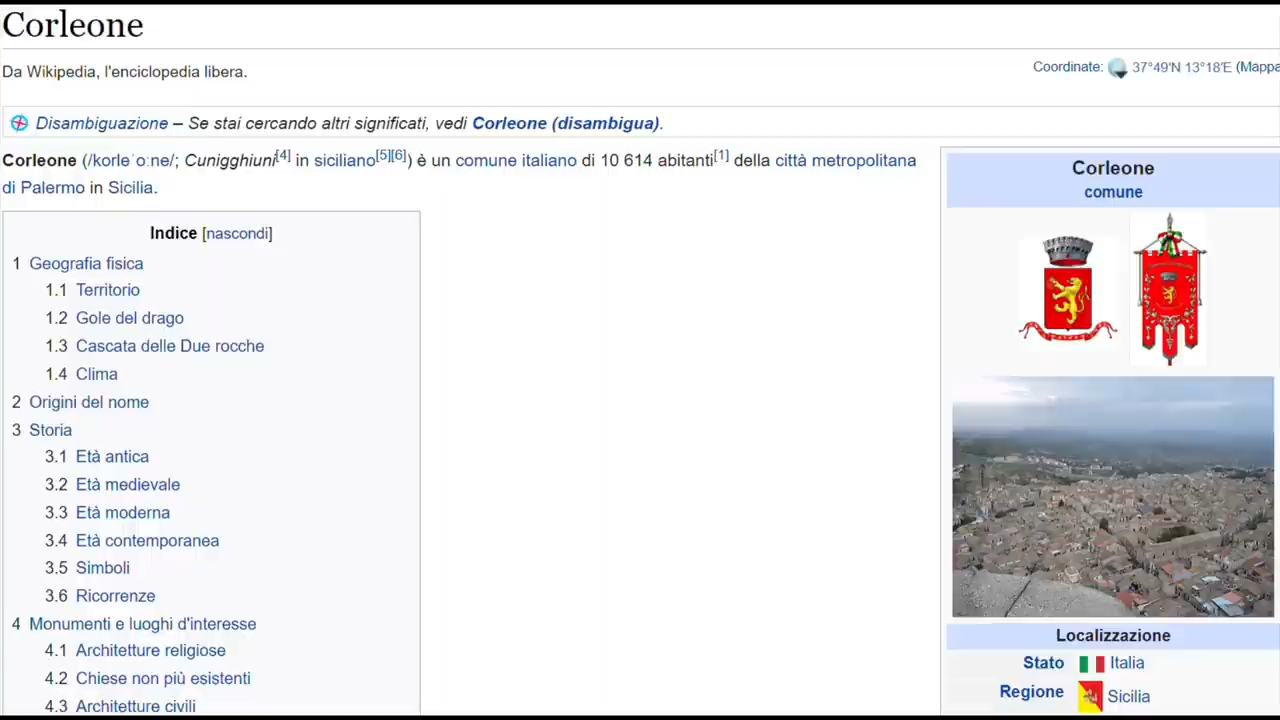 Corleone
Da Wikipedia, l'enciclopedia libera.
Coordinate: 37°49′N 13°18′E (Mappa
Disambiguazione – Se stai cercando altri significati, vedi Corleone (disambigua).
Corleone (/korleˈoːne/; Cunigghiuni[4] in siciliano[5][6]) è un comune italiano di 10 614 abitanti[1] della città metropolitana
di Palermo in Sicilia.
Indice [nascondi]
1 Geografia fisica
1.1 Territorio
1.2 Gole del drago
1.3 Cascata delle Due rocche
1.4 Clima
2 Origini del nome
3 Storia
3.1 Età antica
3.2 Età medievale
3.3 Età moderna
3.4 Età contemporanea
3.5 Simboli
3.6 Ricorrenze
4 Monumenti e luoghi d'interesse
4.1 Architetture religiose
4.2 Chiese non più esistenti
4.3 Architetture civili
Corleone
comune
Localizzazione
Stato Italia
Regione Sicilia